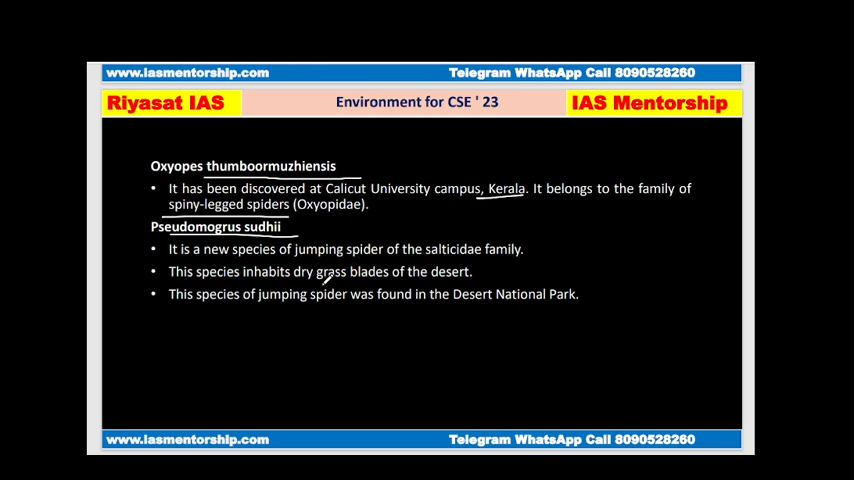 www.Iasmentorship.com Telegram WhatsApp Call 8090528260
Riyasat IAS Environment for CSE ' 23 IAS Mentorship
Oxyopes thumboormuzhiensis
• It has been discovered at Calicut University campus, Kerala. It belongs to the family of
spiny-legged spiders (Oxyopidae).
Pseudomogrus sudhii
• It is a new species of jumping spider of the salticidae family.
• This species inhabits dry grass blades of the desert.
• This species of jumping spider was found in the Desert National Park.
www.Iasmentorship.com Telegram WhatsApp Call 8090528260